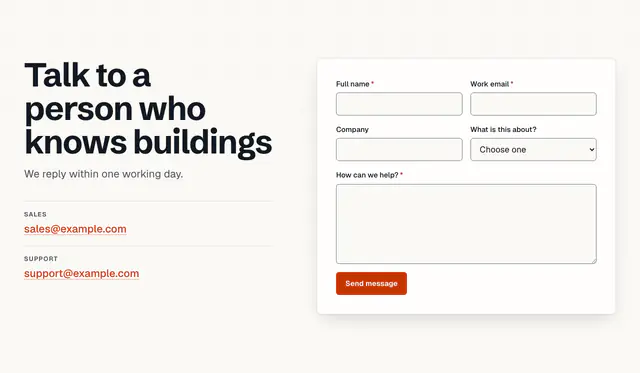 Talk to a
person who
knows buildings
We reply within one working day.
SALES
sales@example.com
SUPPORT
support@example.com
Full name *
Work email *
Company
What is this about?
Choose one
How can we help? *
Send message